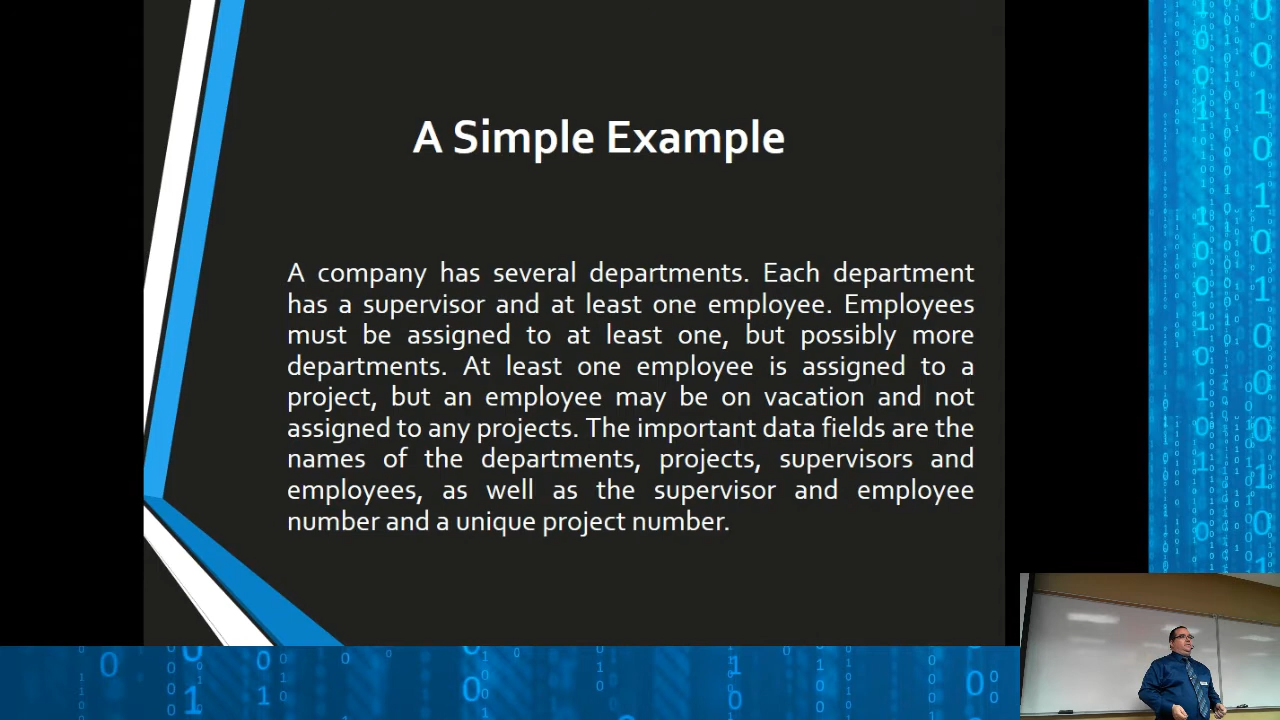 A Simple Example
A company has several departments. Each department
has a supervisor and at least one employee. Employees
must be assigned to at least one, but possibly more
departments. At least one employee is assigned to a
project, but an employee may be on vacation and not
assigned to any projects. The important data fields are the
names of the departments, projects, supervisors and
employees, as well as the supervisor and employee
number and a unique project number.